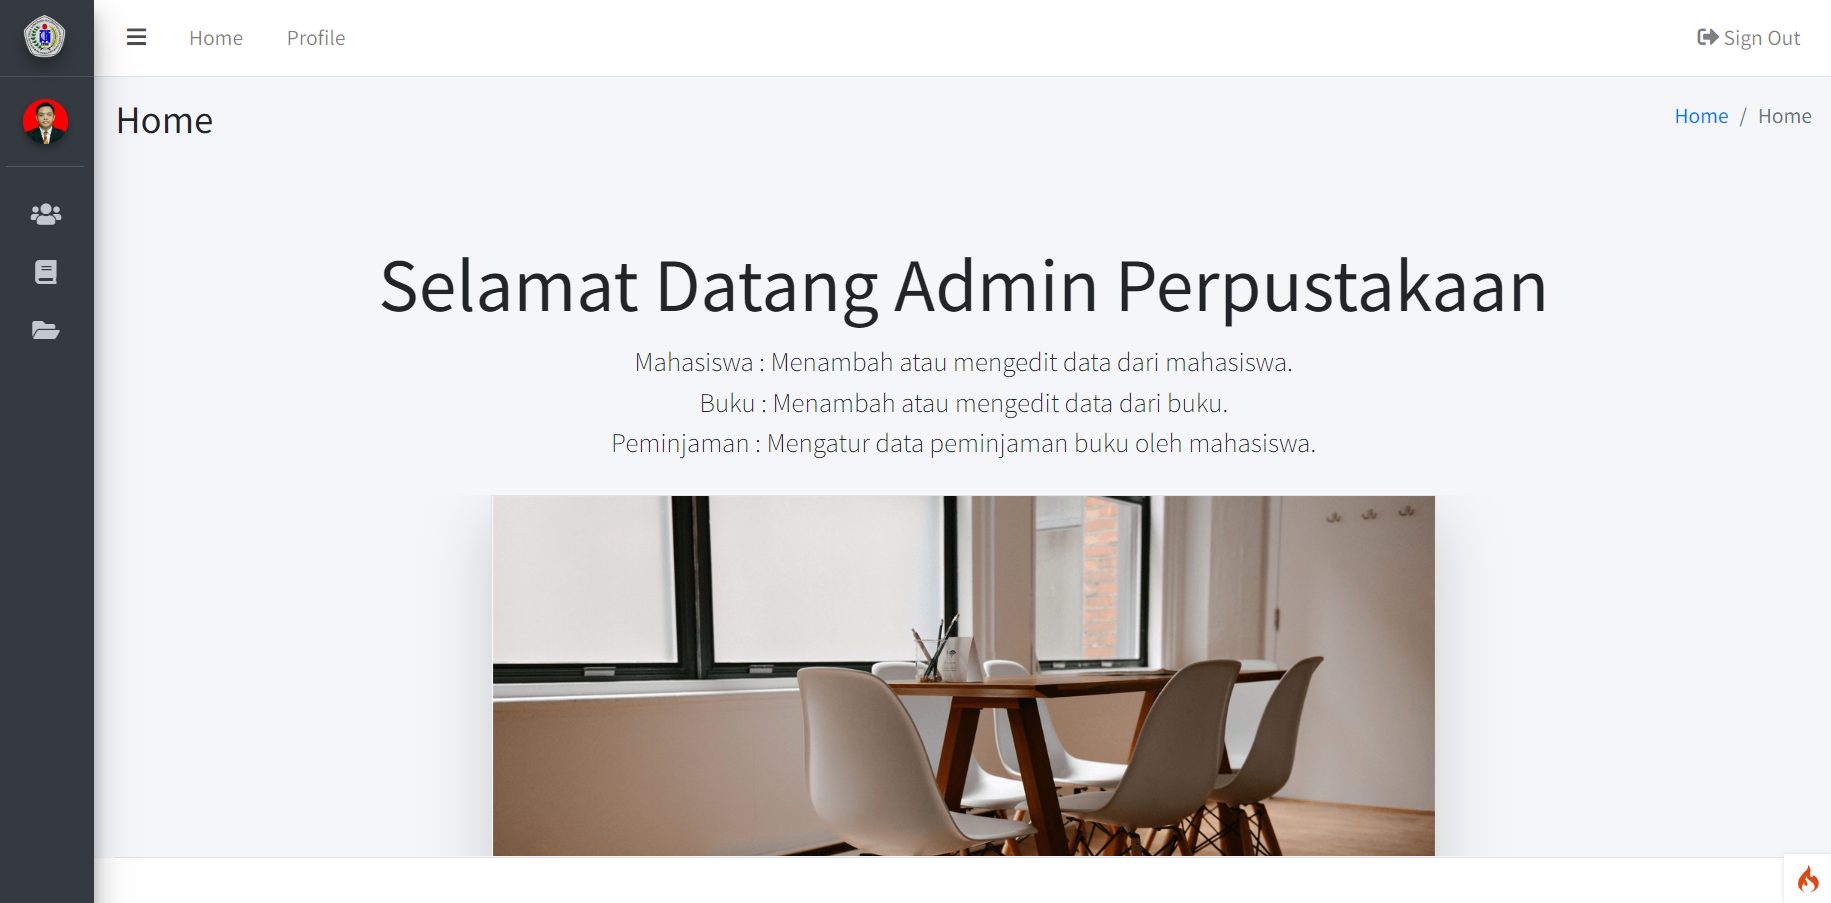 Home
Profile
Sign Out
Home
Home / Home
Selamat Datang Admin Perpustakaan
Mahasiswa : Menambah atau mengedit data dari mahasiswa.
Buku : Menambah atau mengedit data dari buku.
Peminjaman : Mengatur data peminjaman buku oleh mahasiswa.